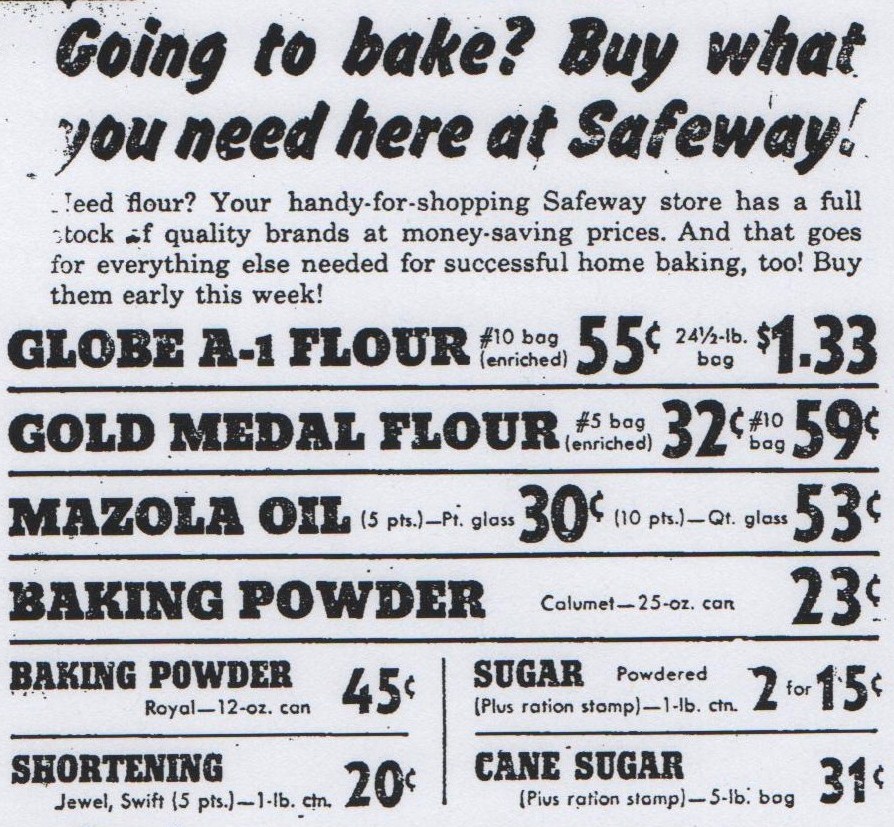 Going to bake? Buy what
you need here at Safeway!
Need flour? Your handy-for-shopping Safeway store has a full
stock of quality brands at money-saving prices. And that goes
for everything else needed for successful home baking, too! Buy
them early this week!
GLOBE A-1 FLOUR #10 bag (enriched) 55¢ 24½-lb. bag $1.33
GOLD MEDAL FLOUR #5 bag (enriched) 32¢ #10 bag 59¢
MAZOLA OIL (5 pts.)—Pt. glass 30¢ (10 pts.)—Qt. glass 53¢
BAKING POWDER Calumet—25-oz. can 23¢
BAKING POWDER
Royal—12-oz. can 45¢
SHORTENING
Jewel, Swift (5 pts.)—1-lb. ctn. 20¢
SUGAR Powdered
(Plus ration stamp)—1-lb. ctn. 2 for 15¢
CANE SUGAR
(Plus ration stamp)—5-lb. bag 31¢